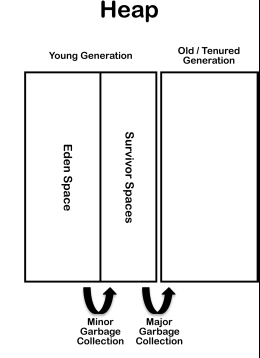 Heap
Young Generation
Old / Tenured
Generation
Eden Space
Survivor Spaces
Minor
Garbage
Collection
Major
Garbage
Collection